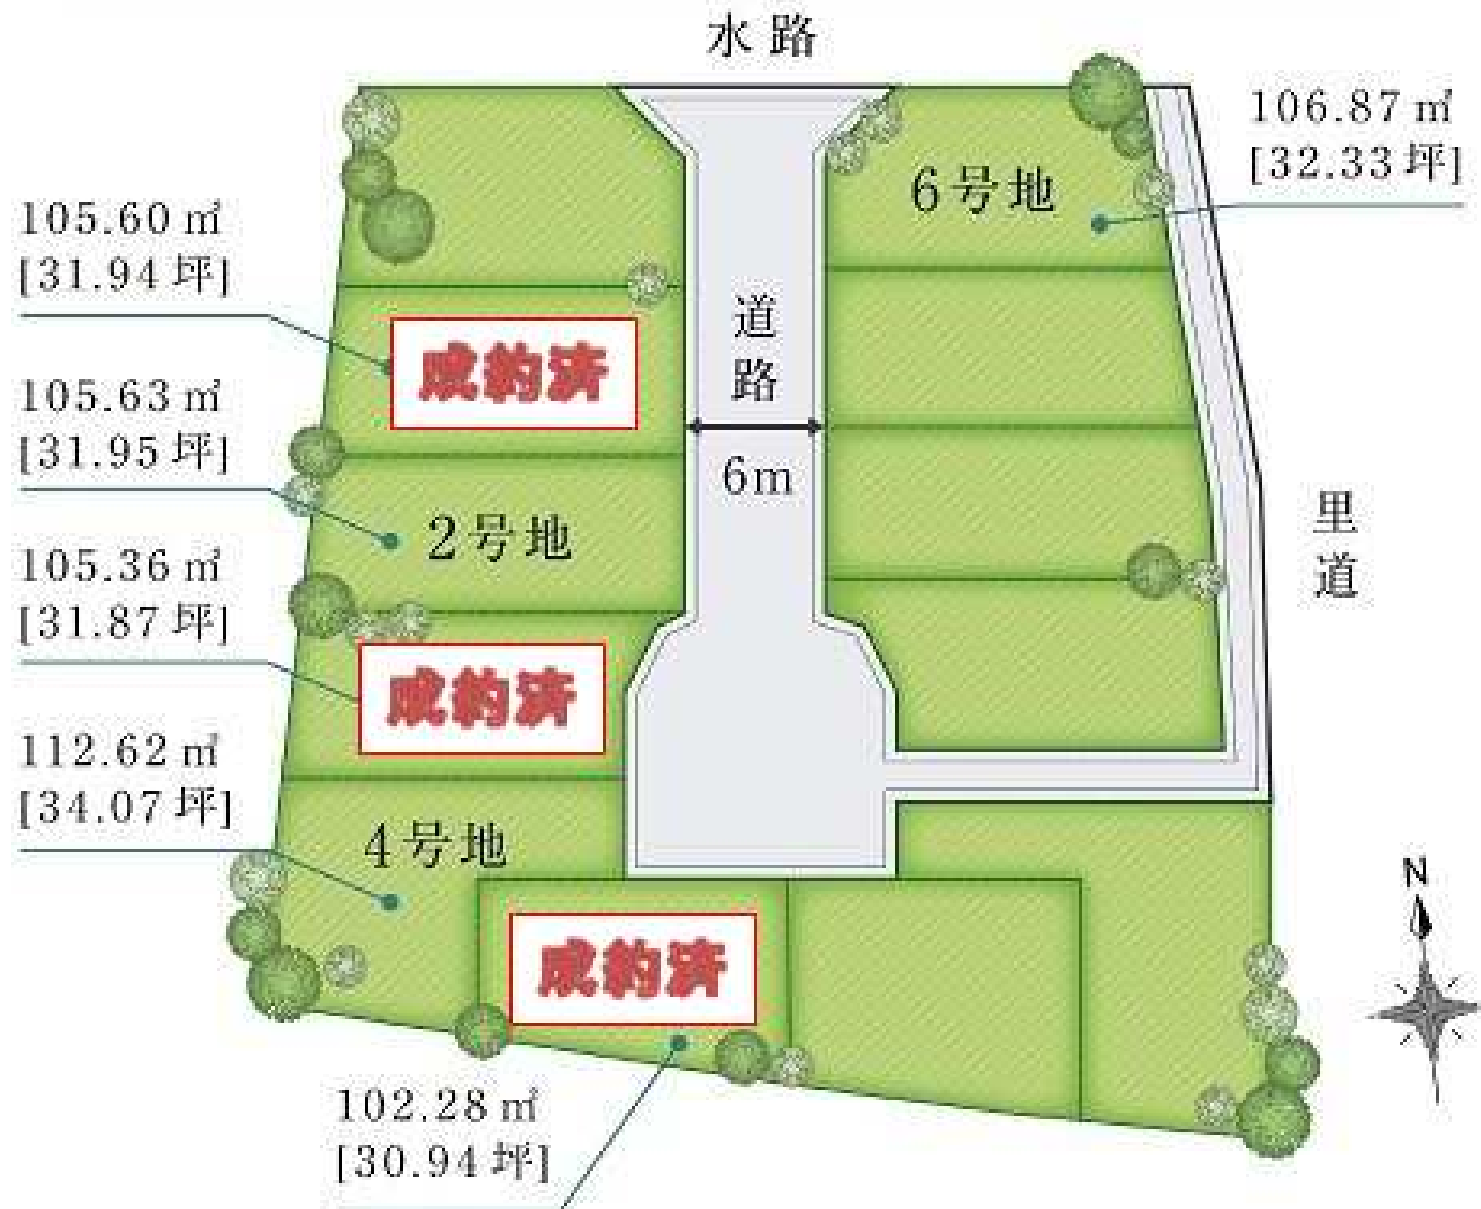 水路
106.87㎡
[32.33坪]
6号地
105.60㎡
[31.94坪]
成約済
道路
6m
105.63㎡
[31.95坪]
2号地
里道
105.36㎡
[31.87坪]
成約済
112.62㎡
[34.07坪]
4号地
成約済
N
102.28㎡
[30.94坪]